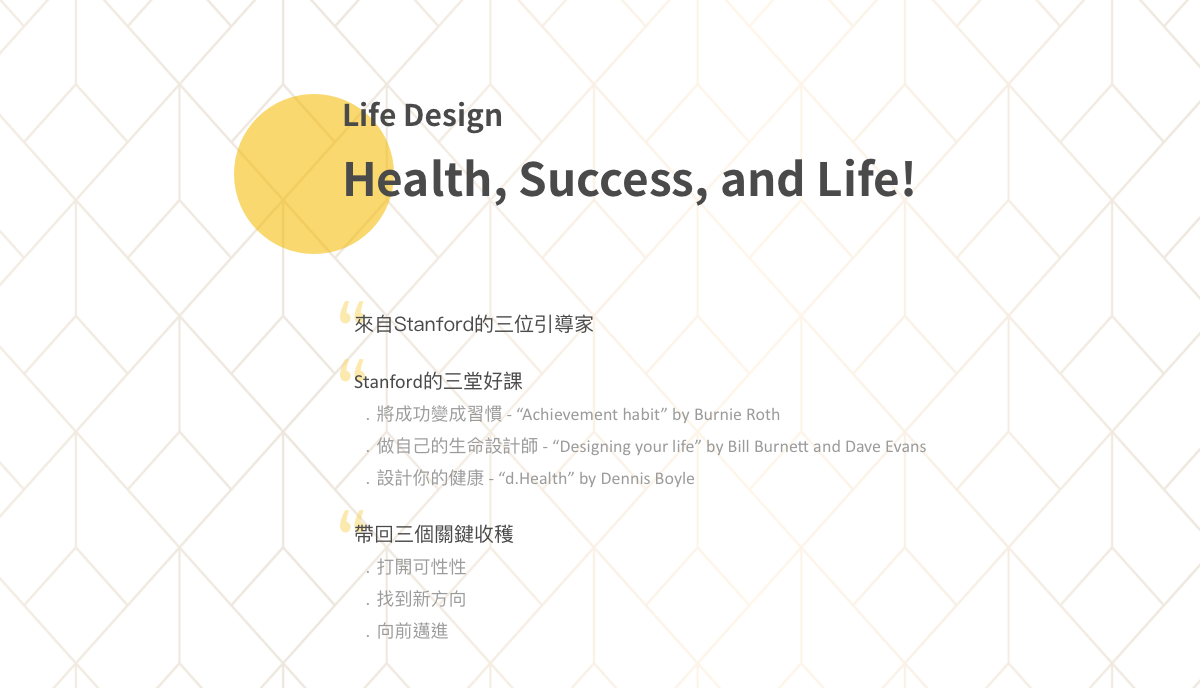 Life Design
Health, Success, and Life!
來自Stanford的三位引導家
Stanford的三堂好課
．將成功變成習慣 - “Achievement habit” by Burnie Roth
．做自己的生命設計師 - “Designing your life” by Bill Burnett and Dave Evans
．設計你的健康 - “d.Health” by Dennis Boyle
帶回三個關鍵收穫
．打開可性性
．找到新方向
．向前邁進